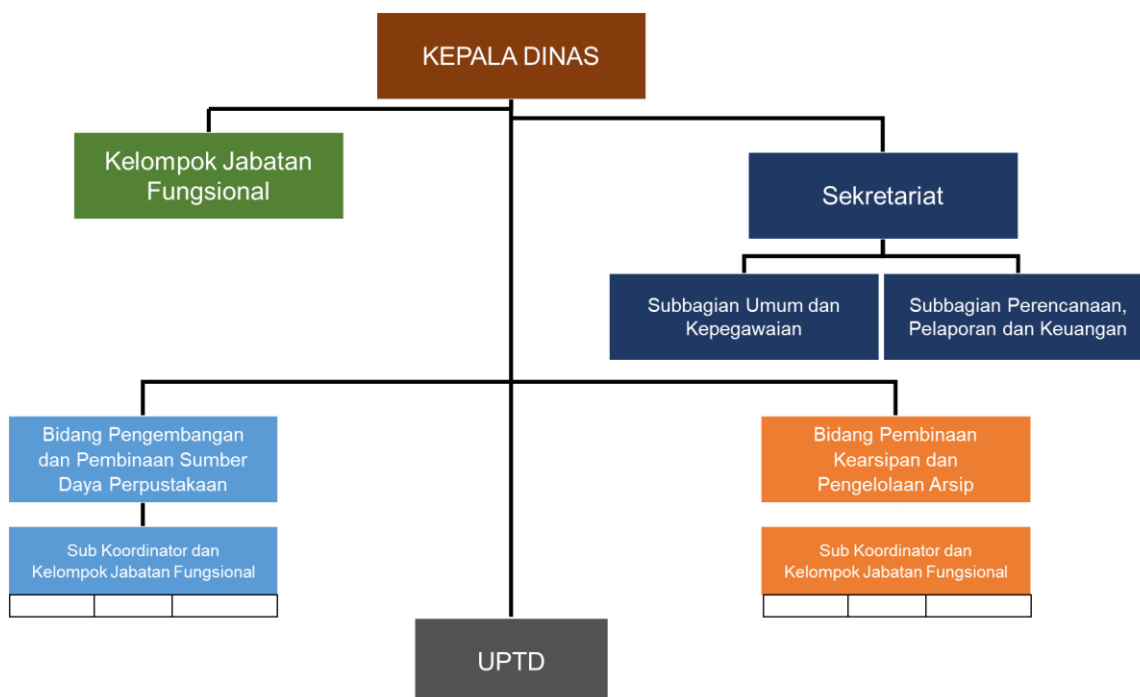 KEPALA DINAS
Kelompok Jabatan
Fungsional
Sekretariat
Subbagian Umum dan
Kepegawaian
Subbagian Perencanaan,
Pelaporan dan Keuangan
Bidang Pengembangan
dan Pembinaan Sumber
Daya Perpustakaan
Bidang Pembinaan
Kearsipan dan
Pengelolaan Arsip
Sub Koordinator dan
Kelompok Jabatan Fungsional
Sub Koordinator dan
Kelompok Jabatan Fungsional
UPTD